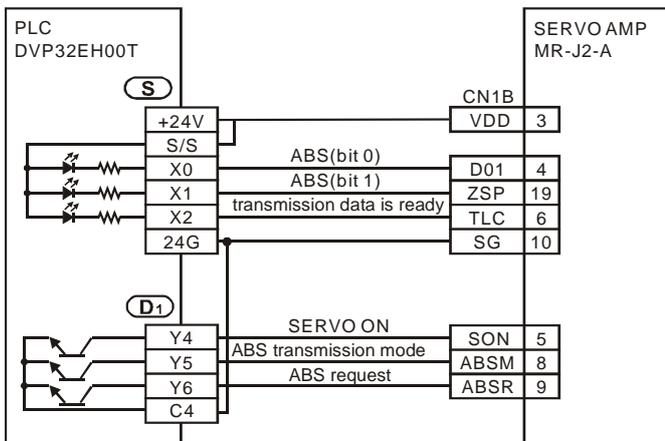 PLC
DVP32EH00T
SERVO AMP
MR-J2-A
S
CN1B
+24V
VDD 3
S/S
X0 ABS(bit 0) D01 4
X1 ABS(bit 1) ZSP 19
X2 transmission data is ready TLC 6
24G SG 10
D1
Y4 SERVO ON SON 5
Y5 ABS transmission mode ABSM 8
Y6 ABS request ABSR 9
C4